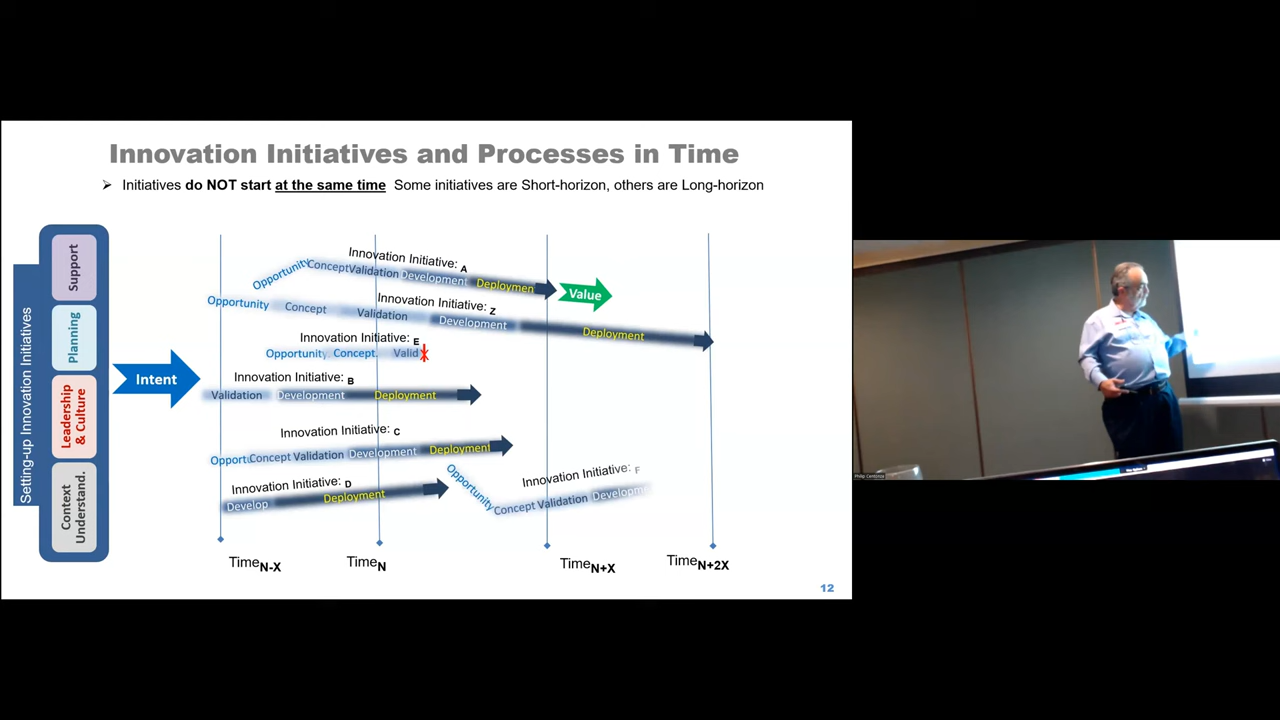 Innovation Initiatives and Processes in Time
➢ Initiatives do NOT start at the same time Some initiatives are Short-horizon, others are Long-horizon
Setting-up Innovation Initiatives
Support
Planning
Leadership
& Culture
Context
Understand.
Intent
Innovation Initiative: A
Opportunity Concept Validation Development Deploymen
Value
Innovation Initiative: Z
Opportunity Concept Validation Development Deployment
Innovation Initiative: E
Opportunity Concept. Valid
Innovation Initiative: B
Validation Development Deployment
Innovation Initiative: C
Opport Concept Validation Development Deployment
Innovation Initiative: D
Develop Deployment
Innovation Initiative: F
Opportunity Concept Validation Developm
TimeN-X
TimeN
TimeN+X
TimeN+2X
12